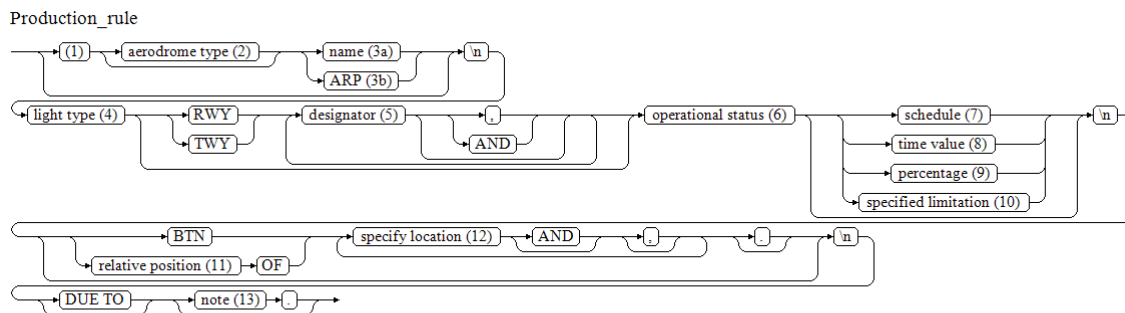 Production_rule
(1) aerodrome type (2) name (3a) \n
ARP (3b)
light type (4) RWY designator (5) , operational status (6) schedule (7) \n
TWY AND time value (8)
percentage (9)
specified limitation (10)
BTN specify location (12) AND , . \n
relative position (11) OF
DUE TO note (13) .